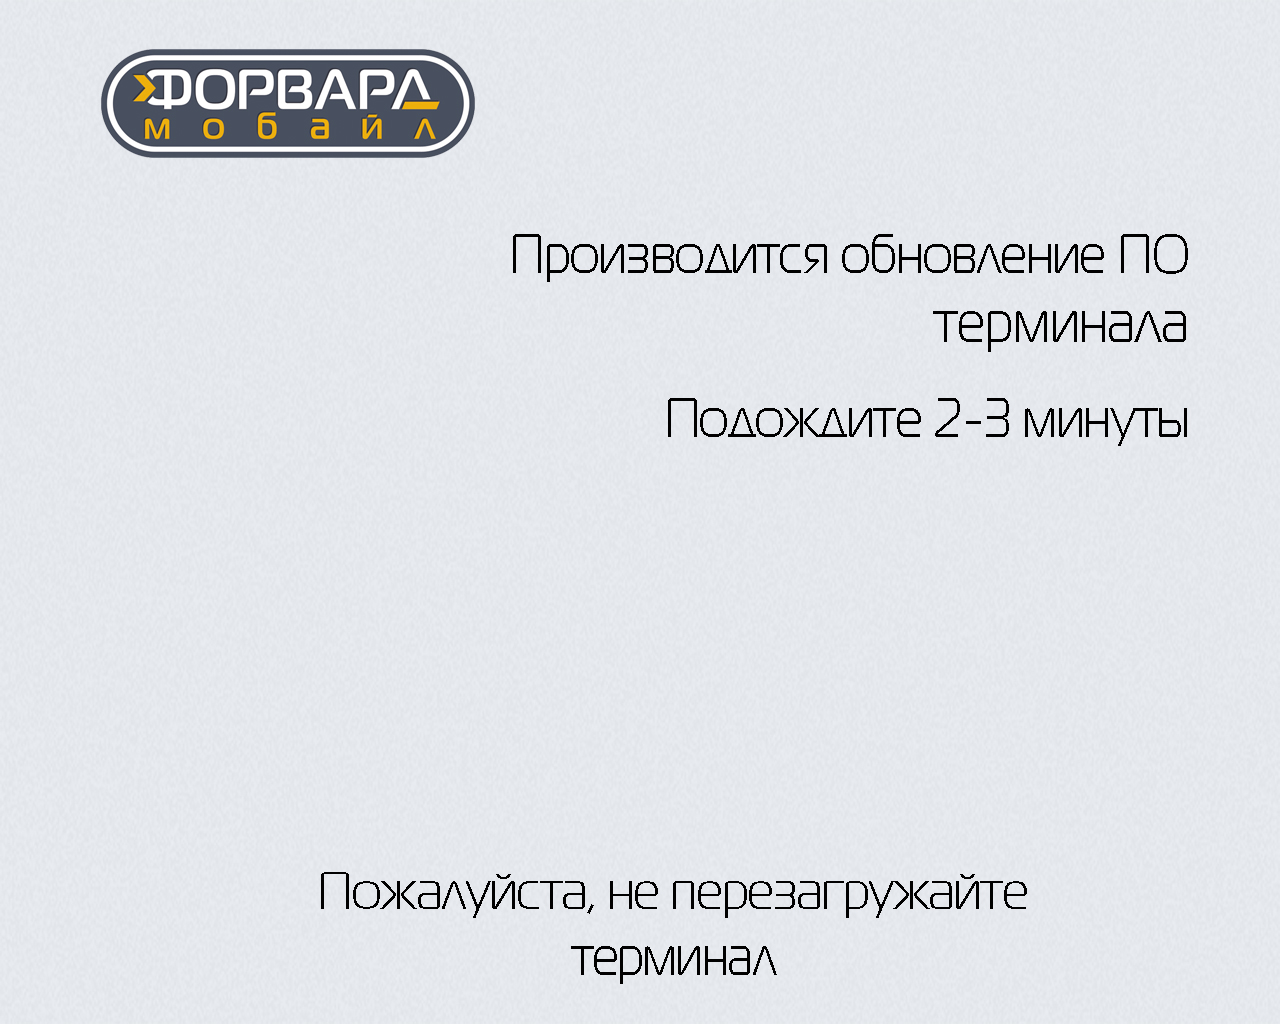 ФОРВАРД
мобайл
Производится обновление ПО
терминала
Подождите 2-3 минуты
Пожалуйста, не перезагружайте
терминал